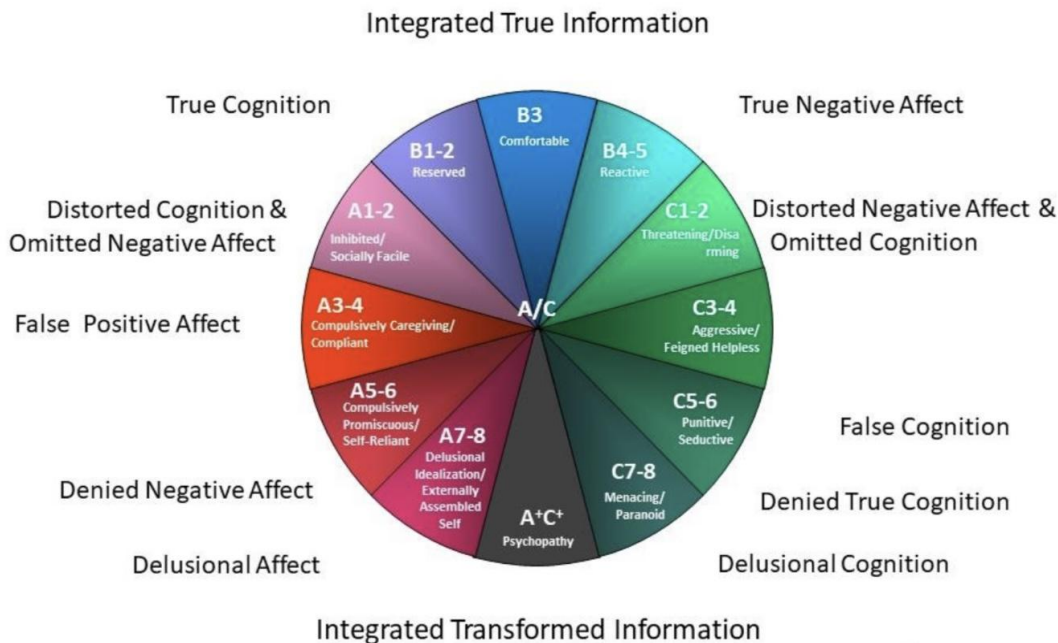 Integrated True Information
True Cognition
True Negative Affect
B3
Comfortable
B1-2
Reserved
B4-5
Reactive
Distorted Cognition &
Omitted Negative Affect
A1-2
Inhibited/
Socially Facile
C1-2
Threatening/Disa
rming
Distorted Negative Affect &
Omitted Cognition
False Positive Affect
A3-4
Compulsively Caregiving/
Compliant
A/C
C3-4
Aggressive/
Feigned Helpless
A5-6
Compulsively
Promiscuous/
Self-Reliant
C5-6
Punitive/
Seductive
False Cognition
A7-8
Delusional
Idealization/
Externally
Assembled
Self
C7-8
Menacing/
Paranoid
Denied Negative Affect
Denied True Cognition
A⁺C⁺
Psychopathy
Delusional Affect
Delusional Cognition
Integrated Transformed Information